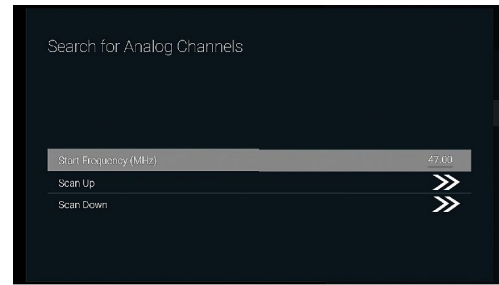 Search for Analog Channels
Start Frequency (MHz) 47.00
Scan Up
Scan Down